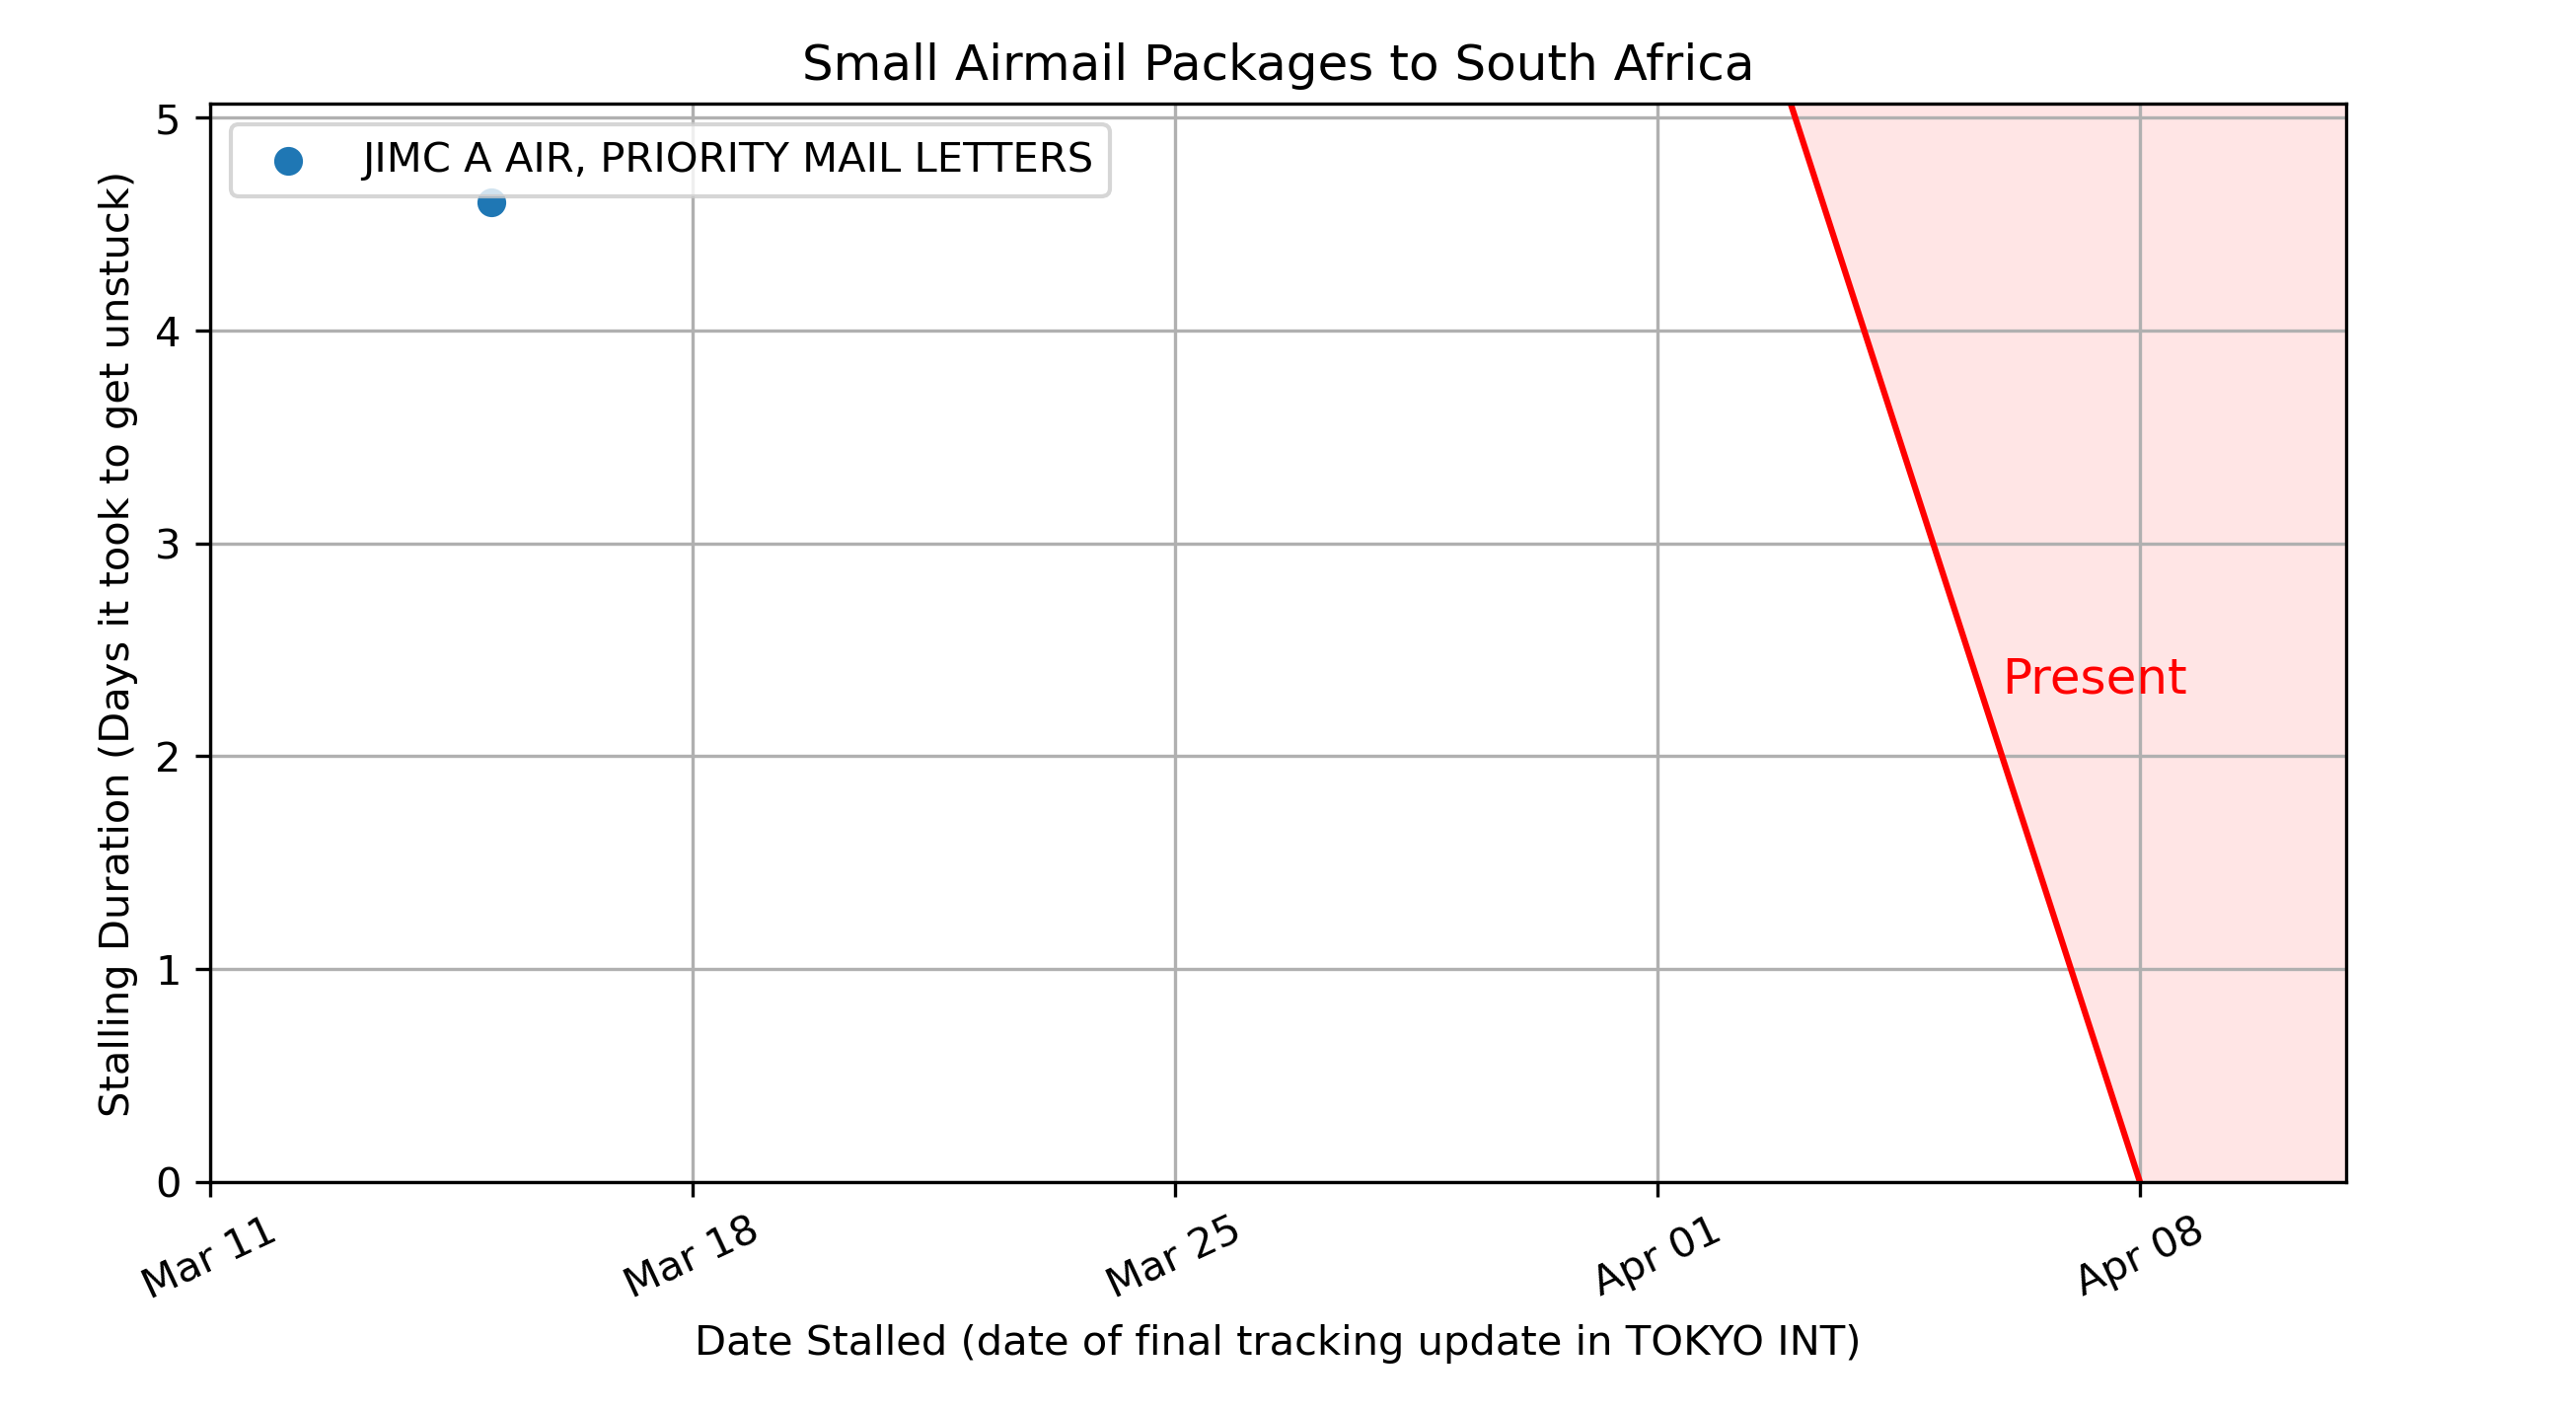 Small Airmail Packages to South Africa
JIMC A AIR, PRIORITY MAIL LETTERS
Stalling Duration (Days it took to get unstuck)
5
4
3
2
1
0
Present
Mar 11
Mar 18
Mar 25
Apr 01
Apr 08
Date Stalled (date of final tracking update in TOKYO INT)